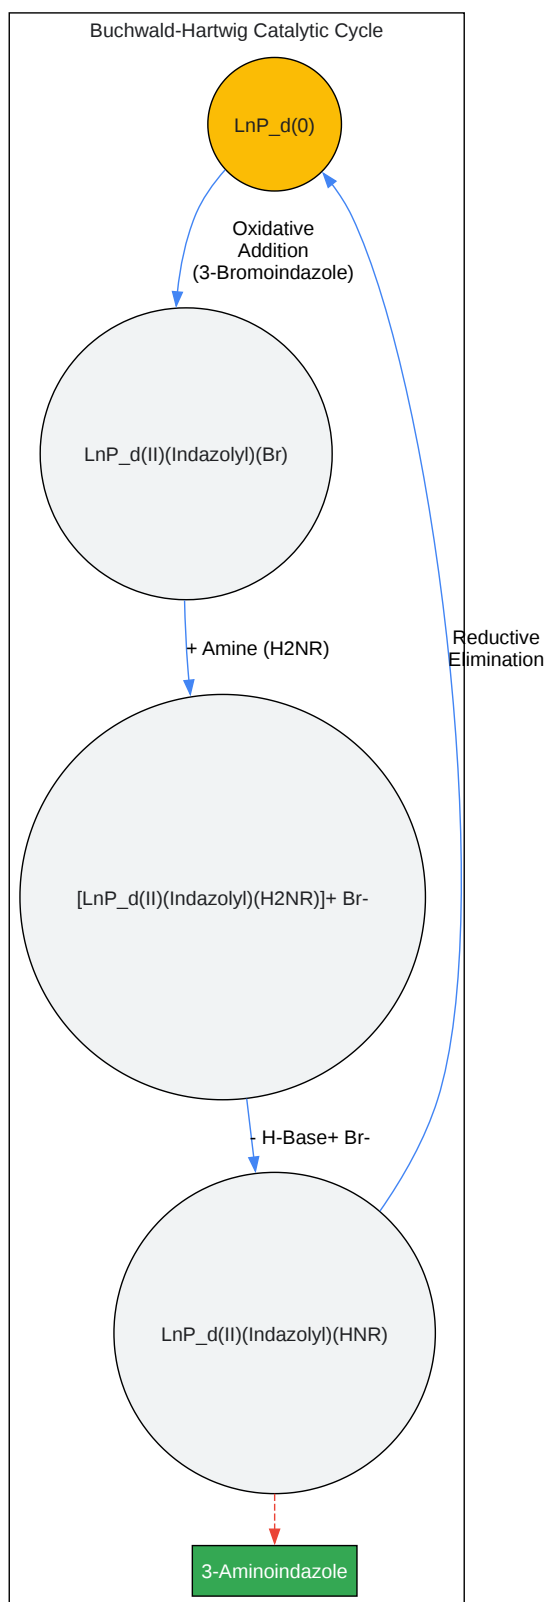 Buchwald-Hartwig Catalytic Cycle
LnP_d(0)
Oxidative
Addition
(3-Bromoindazole)
LnP_d(II)(Indazolyl)(Br)
+ Amine (H2NR)
Reductive
Elimination
[LnP_d(II)(Indazolyl)(H2NR)]+ Br-
- H-Base+ Br-
LnP_d(II)(Indazolyl)(HNR)
3-Aminoindazole